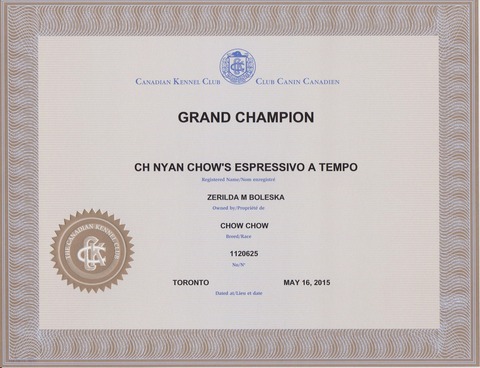 CANADIAN KENNEL CLUB CLUB CANIN CANADIEN
GRAND CHAMPION
CH NYAN CHOW'S ESPRESSIVO A TEMPO
Registered Name/Nom enregistré
ZERILDA M BOLESKA
Owned by/Propriété de
CHOW CHOW
Breed/Race
1120625
No/Nº
TORONTO MAY 16, 2015
Dated at/Lieu et date
THE CANADIAN KENNEL CLUB
CKC